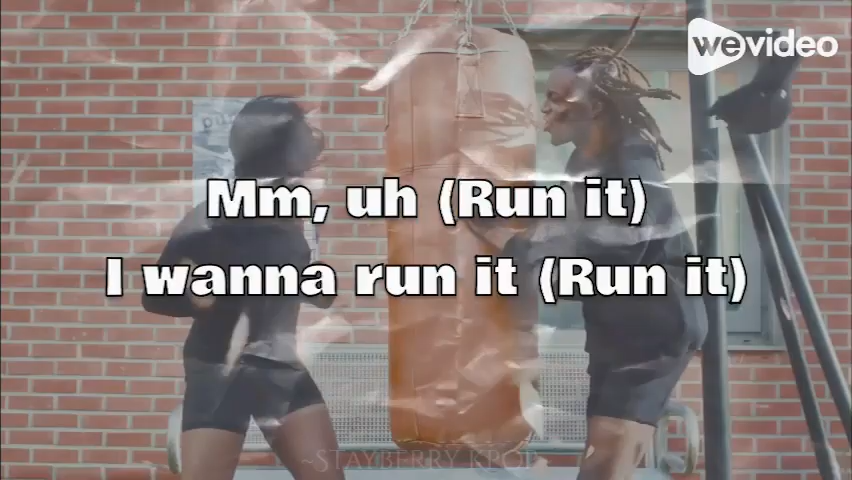 wevideo
Mm, uh (Run it)
I wanna run it (Run it)
~STAYBERRY KPOP